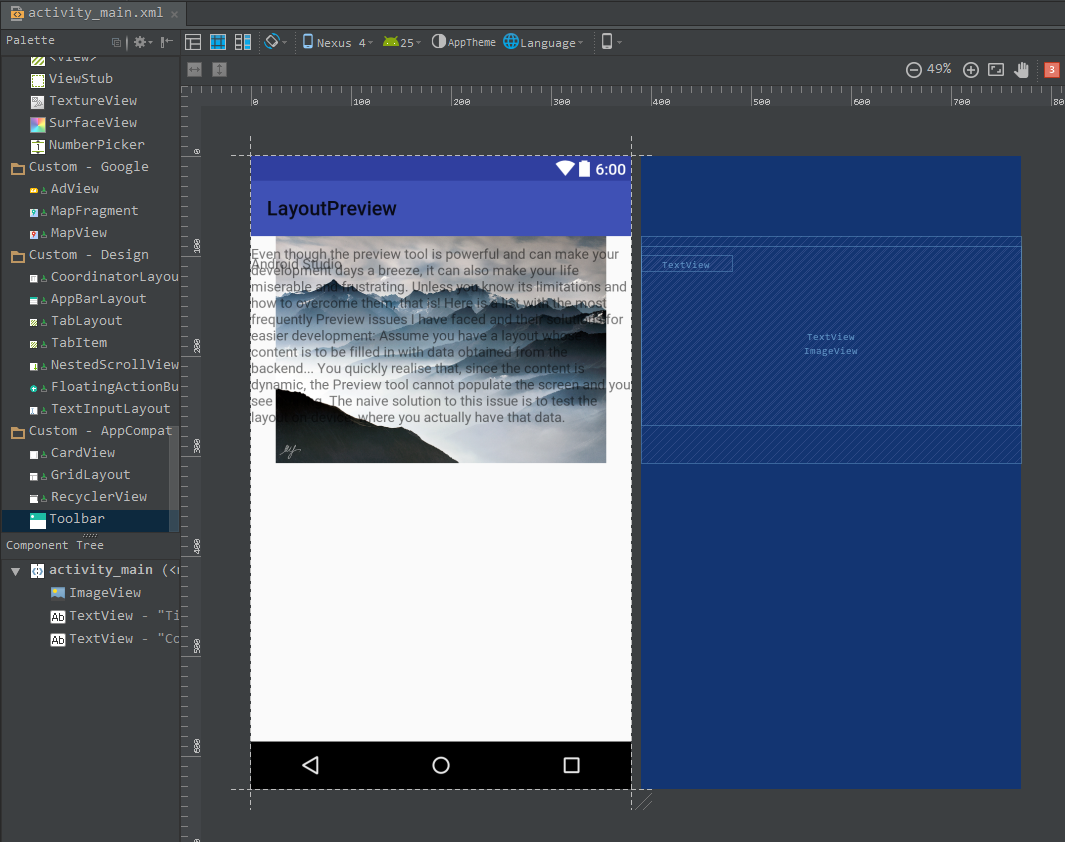 activity_main.xml
Palette
Nexus 4
25
AppTheme
Language
49%
3
<view>
ViewStub
TextureView
SurfaceView
NumberPicker
Custom - Google
AdView
MapFragment
MapView
Custom - Design
CoordinatorLayou
AppBarLayout
TabLayout
TabItem
NestedScrollView
FloatingActionBu
TextInputLayout
Custom - AppCompat
CardView
GridLayout
RecyclerView
Toolbar
Component Tree
activity_main (<
ImageView
Ab TextView - "Ti
Ab TextView - "Co
0 100 200 300 400 500 600 700 80
0
100
200
300
400
500
600
6:00
LayoutPreview
Even though the preview tool is powerful and can make your
Android Studio
development days a breeze, it can also make your life
miserable and frustrating. Unless you know its limitations and
how to overcome them, that is! Here is a list with the most
frequently Preview issues I have faced and their solutions for
easier development: Assume you have a layout whose
content is to be filled in with data obtained from the
backend... You quickly realise that, since the content is
dynamic, the Preview tool cannot populate the screen and you
see g. The naive solution to this issue is to test the
layout on device, where you actually have that data.
TextView
TextView
ImageView